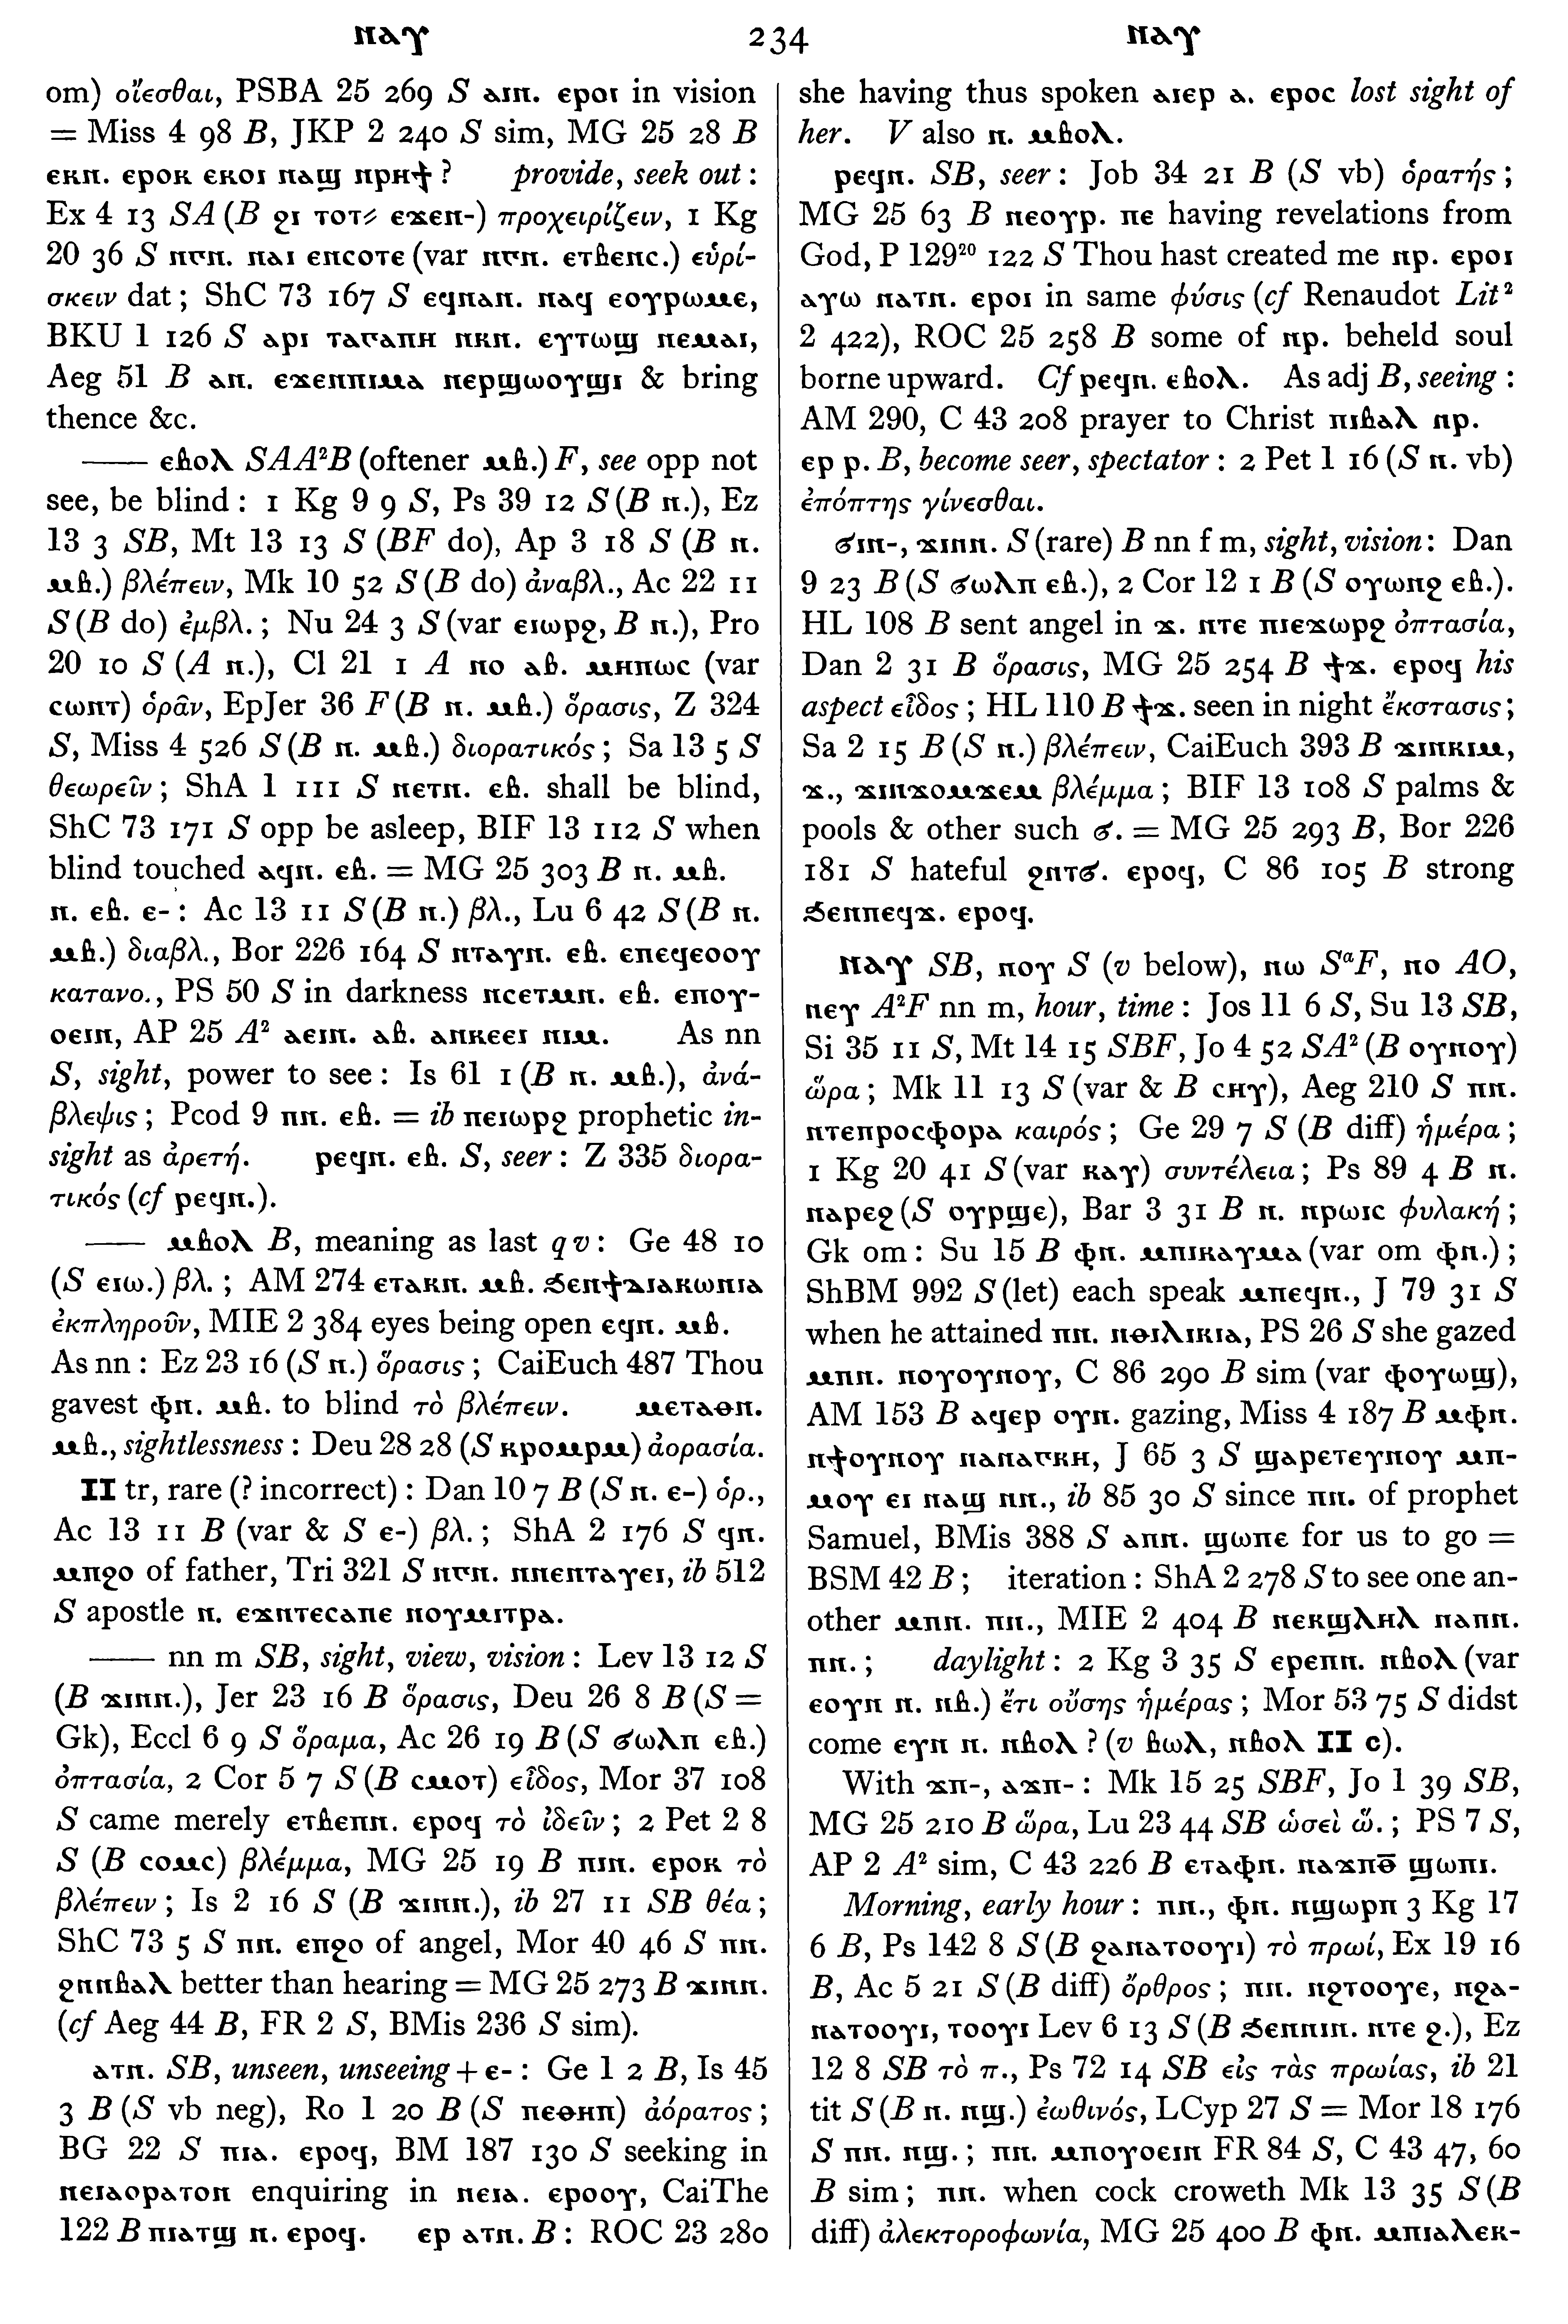 ⲛⲁⲩ 234 ⲛⲁⲩ
om) οἴεσθαι, PSBA 25 269 S ⲁⲓⲛ. ⲉⲣⲟⲓ in vision
= Miss 4 98 B, JKP 2 240 S sim, MG 25 28 B
ⲉⲕⲛ. ⲉⲣⲟⲕ ⲉⲕⲟⲓ ⲛⲁϣ ⲛⲣⲏϯ ? provide, seek out :
Ex 4 13 SA (B ϩⲓ ⲧⲟⲧ⸗ ⲉϫⲉⲛ-) προχειρίζειν, 1 Kg
20 36 S ⲛⲅⲛ. ⲛⲁⲓ ⲉⲛⲥⲟⲧⲉ (var ⲛⲅⲛ. ⲉⲧⲃⲉⲛⲥ.) εὑρί-
σκειν dat ; ShC 73 167 S ⲉϥⲛⲁⲛ. ⲛⲁϥ ⲉⲟⲩⲣⲱⲙⲉ,
BKU 1 126 S ⲁⲣⲓ ⲧⲁⲅⲁⲡⲏ ⲛⲕⲛ. ⲉⲩⲧⲱϣ ⲛⲉⲙⲁⲓ,
Aeg 51 B ⲁⲛ. ⲉϫⲉⲛⲛⲓⲙⲁ ⲛⲉⲣϣⲱⲟⲩϣⲓ & bring
thence &c.
—— ⲉⲃⲟⲗ SAA²B (oftener ⲙⲃ.) F, see opp not
see, be blind : 1 Kg 9 9 S, Ps 39 12 S (B ⲛ.), Ez
13 3 SB, Mt 13 13 S (BF do), Ap 3 18 S (B ⲛ.
ⲙⲃ.) βλέπειν, Mk 10 52 S (B do) ἀναβλ., Ac 22 11
S (B do) ἐμβλ. ; Nu 24 3 S (var ⲉⲓⲱⲣϩ, B ⲛ.), Pro
20 10 S (A ⲛ.), Cl 21 1 A ⲛⲟ ⲁⲃ. ⲙⲏⲡⲱⲥ (var
ⲥⲱⲛⲧ) ὁρᾶν, EpJer 36 F (B ⲛ. ⲙⲃ.) ὅρασις, Z 324
S, Miss 4 526 S (B ⲛ. ⲙⲃ.) διορατικός ; Sa 13 5 S
θεωρεῖν ; ShA 1 111 S ⲛⲉⲧⲛ. ⲉⲃ. shall be blind,
ShC 73 171 S opp be asleep, BIF 13 112 S when
blind touched ⲁϥⲛ. ⲉⲃ. = MG 25 303 B ⲛ. ⲙⲃ.
ⲛ. ⲉⲃ. ⲉ- : Ac 13 11 S (B ⲛ.) βλ., Lu 6 42 S (B ⲛ.
ⲙⲃ.) διαβλ., Bor 226 164 S ⲛⲧⲁⲩⲛ. ⲉⲃ. ⲉⲡⲉϥⲉⲟⲟⲩ
κατανο., PS 50 S in darkness ⲛⲥⲉⲧⲙⲛ. ⲉⲃ. ⲉⲡⲟⲩ-
ⲟⲉⲓⲛ, AP 25 A² ⲁⲉⲓⲛ. ⲁⲃ. ⲁⲛⲕⲉⲉⲓ ⲛⲓⲙ. As nn
S, sight, power to see : Is 61 1 (B ⲛ. ⲙⲃ.), ἀνά-
βλεψις ; Pcod 9 ⲡⲛ. ⲉⲃ. = ib ⲡⲉⲓⲱⲣϩ prophetic in-
sight as ἀρετή. ⲣⲉϥⲛ. ⲉⲃ. S, seer : Z 335 διορα-
τικός (cf ⲣⲉϥⲛ.).
—— ⲙⲃⲟⲗ B, meaning as last q v : Ge 48 10
(S ⲉⲓⲱ.) βλ. ; AM 274 ⲉⲧⲁⲕⲛ. ⲙⲃ. ϧⲉⲛϯⲇⲓⲁⲕⲱⲛⲓⲁ
ἐκπληροῦν, MIE 2 384 eyes being open ⲉϥⲛ. ⲙⲃ.
As nn : Ez 23 16 (S ⲛ.) ὅρασις ; CaiEuch 487 Thou
gavest ⲫⲛ. ⲙⲃ. to blind τὸ βλέπειν. ⲙⲉⲧⲁⲑⲛ.
ⲙⲃ., sightlessness : Deu 28 28 (S ⲕⲣⲟⲙⲣⲙ) ἀορασία.
II tr, rare (? incorrect) : Dan 10 7 B (S ⲛ. ⲉ-) ὁρ.,
Ac 13 11 B (var & S ⲉ-) βλ. ; ShA 2 176 S ϥⲛ.
ⲙⲡϩⲟ of father, Tri 321 S ⲛⲅⲛ. ⲛⲛⲉⲛⲧⲁⲩⲉⲓ, ib 512
S apostle ⲛ. ⲉϫⲛⲧⲉⲥⲁⲡⲉ ⲛⲟⲩⲙⲓⲧⲣⲁ.
—— nn m SB, sight, view, vision : Lev 13 12 S
(B ϫⲓⲛⲛ.), Jer 23 16 B ὅρασις, Deu 26 8 B (S =
Gk), Eccl 6 9 S ὅραμα, Ac 26 19 B (S ϭⲱⲗⲡ ⲉⲃ.)
ὀπτασία, 2 Cor 5 7 S (B ⲥⲙⲟⲧ) εἶδος, Mor 37 108
S came merely ⲉⲧⲃⲉⲡⲛ. ⲉⲣⲟϥ τὸ ἰδεῖν ; 2 Pet 2 8
S (B ⲥⲟⲙⲥ) βλέμμα, MG 25 19 B ⲡⲓⲛ. ⲉⲣⲟⲕ τὸ
βλέπειν ; Is 2 16 S (B ϫⲓⲛⲛ.), ib 27 11 SB θέα ;
ShC 73 5 S ⲡⲛ. ⲉⲡϩⲟ of angel, Mor 40 46 S ⲡⲛ.
ϩⲛⲛⲃⲁⲗ better than hearing = MG 25 273 B ϫⲓⲛⲛ.
(cf Aeg 44 B, FR 2 S, BMis 236 S sim).
ⲁⲧⲛ. SB, unseen, unseeing + ⲉ- : Ge 1 2 B, Is 45
3 B (S vb neg), Ro 1 20 B (S ⲡⲉⲑⲏⲡ) ἀόρατος ;
BG 22 S ⲡⲓⲁ. ⲉⲣⲟϥ, BM 187 130 S seeking in
ⲛⲉⲓⲁⲟⲣⲁⲧⲟⲛ enquiring in ⲛⲉⲓⲁ. ⲉⲣⲟⲟⲩ, CaiThe
122 B ⲡⲓⲁⲧϣ ⲛ. ⲉⲣⲟϥ. ⲉⲣ ⲁⲧⲛ. B : ROC 23 280
she having thus spoken ⲁⲓⲉⲣ ⲁ. ⲉⲣⲟⲥ lost sight of
her. V also ⲛ. ⲙⲃⲟⲗ.
ⲣⲉϥⲛ. SB, seer : Job 34 21 B (S vb) ὁρατής ;
MG 25 63 B ⲛⲉⲟⲩⲣ. ⲡⲉ having revelations from
God, P 129²⁰ 122 S Thou hast created me ⲛⲣ. ⲉⲣⲟⲓ
ⲁⲩⲱ ⲛⲁⲧⲛ. ⲉⲣⲟⲓ in same φύσις (cf Renaudot Lit²
2 422), ROC 25 258 B some of ⲛⲣ. beheld soul
borne upward. Cf ⲣⲉϥⲛ. ⲉⲃⲟⲗ. As adj B, seeing :
AM 290, C 43 208 prayer to Christ ⲡⲓⲃⲁⲗ ⲛⲣ.
ⲉⲣ ⲣ. B, become seer, spectator : 2 Pet 1 16 (S ⲛ. vb)
ἐπόπτης γίνεσθαι.
ϭⲓⲛ-, ϫⲓⲛⲛ. S (rare) B nn f m, sight, vision : Dan
9 23 B (S ϭⲱⲗⲡ ⲉⲃ.), 2 Cor 12 1 B (S ⲟⲩⲱⲛϩ ⲉⲃ.).
HL 108 B sent angel in ϫ. ⲛⲧⲉ ⲡⲓⲉϫⲱⲣϩ ὀπτασία,
Dan 2 31 B ὅρασις, MG 25 254 B ϯϫ. ⲉⲣⲟϥ his
aspect εἶδος ; HL 110 B ϯϫ. seen in night ἔκστασις ;
Sa 2 15 B (S ⲛ.) βλέπειν, CaiEuch 393 B ϫⲓⲛⲕⲓⲙ,
ϫ., ϫⲓⲛϫⲟⲙϫⲉⲙ βλέμμα ; BIF 13 108 S palms &
pools & other such ϭ. = MG 25 293 B, Bor 226
181 S hateful ϩⲛⲧϭ. ⲉⲣⲟϥ, C 86 105 B strong
ϧⲉⲛⲡⲉϥϫ. ⲉⲣⲟϥ.
ⲛⲁⲩ SB, ⲛⲟⲩ S (v below), ⲛⲱ SᵃF, ⲛⲟ AO,
ⲛⲉⲩ A²F nn m, hour, time : Jos 11 6 S, Su 13 SB,
Si 35 11 S, Mt 14 15 SBF, Jo 4 52 SA² (B ⲟⲩⲛⲟⲩ)
ὥρα ; Mk 11 13 S (var & B ⲥⲏⲩ), Aeg 210 S ⲡⲛ.
ⲛⲧⲉⲡⲣⲟⲥⲫⲟⲣⲁ καιρός ; Ge 29 7 S (B diff) ἡμέρα ;
1 Kg 20 41 S (var ⲕⲁⲩ) συντέλεια ; Ps 89 4 B ⲛ.
ⲛⲁⲣⲉϩ (S ⲟⲩⲣϣⲉ), Bar 3 31 B ⲛ. ⲛⲣⲱⲓⲥ φυλακή ;
Gk om : Su 15 B ⲫⲛ. ⲙⲡⲓⲕⲁⲩⲙⲁ (var om ⲫⲛ.) ;
ShBM 992 S (let) each speak ⲙⲡⲉϥⲛ., J 79 31 S
when he attained ⲡⲛ. ⲛⲑⲓⲗⲓⲕⲓⲁ, PS 26 S she gazed
ⲙⲡⲛ. ⲛⲟⲩⲟⲩⲛⲟⲩ, C 86 290 B sim (var ⲫⲟⲩⲱϣ),
AM 153 B ⲁϥⲉⲣ ⲟⲩⲛ. gazing, Miss 4 187 B ⲙⲫⲛ.
ⲛϯⲟⲩⲛⲟⲩ ⲛⲁⲛⲁⲅⲕⲏ, J 65 3 S ϣⲁⲣⲉⲧⲉⲩⲛⲟⲩ ⲙⲡ-
ⲙⲟⲩ ⲉⲓ ⲛⲁϣ ⲛⲛ., ib 85 30 S since ⲡⲛ. of prophet
Samuel, BMis 388 S ⲁⲡⲛ. ϣⲱⲡⲉ for us to go =
BSM 42 B ; iteration : ShA 2 278 S to see one an-
other ⲙⲡⲛ. ⲡⲛ., MIE 2 404 B ⲛⲉⲕϣⲗⲏⲗ ⲛⲁⲡⲛ.
ⲡⲛ. ; daylight : 2 Kg 3 35 S ⲉⲣⲉⲡⲛ. ⲛⲃⲟⲗ (var
ⲉⲟⲩⲛ ⲛ. ⲛⲃ.) ἔτι οὔσης ἡμέρας ; Mor 53 75 S didst
come ⲉⲩⲛ ⲛ. ⲛⲃⲟⲗ ? (v ⲃⲱⲗ, ⲛⲃⲟⲗ II c).
With ϫⲛ-, ⲁϫⲛ- : Mk 15 25 SBF, Jo 1 39 SB,
MG 25 210 B ὥρα, Lu 23 44 SB ὡσεὶ ὥ. ; PS 7 S,
AP 2 A² sim, C 43 226 B ⲉⲧⲁⲫⲛ. ⲛⲁϫⲡⲑ̅ ϣⲱⲡⲓ.
Morning, early hour : ⲡⲛ., ⲫⲛ. ⲛϣⲱⲣⲡ 3 Kg 17
6 B, Ps 142 8 S (B ϩⲁⲛⲁⲧⲟⲟⲩⲓ) τὸ πρωί, Ex 19 16
B, Ac 5 21 S (B diff) ὄρθρος ; ⲡⲛ. ⲛϩⲧⲟⲟⲩⲉ, ⲛϩⲁ-
ⲛⲁⲧⲟⲟⲩⲓ, ⲧⲟⲟⲩⲓ Lev 6 13 S (B ϧⲉⲛⲡⲓⲛ. ⲛⲧⲉ ϩ.), Ez
12 8 SB τὸ π., Ps 72 14 SB εἰς τὰς πρωίας, ib 21
tit S (B ⲛ. ⲛϣ.) ἑωθινός, LCyp 27 S = Mor 18 176
S ⲡⲛ. ⲛϣ. ; ⲡⲛ. ⲙⲡⲟⲩⲟⲉⲓⲛ FR 84 S, C 43 47, 60
B sim ; ⲡⲛ. when cock croweth Mk 13 35 S (B
diff) ἀλεκτοροφωνία, MG 25 400 B ⲫⲛ. ⲙⲡⲓⲁⲗⲉⲕ-